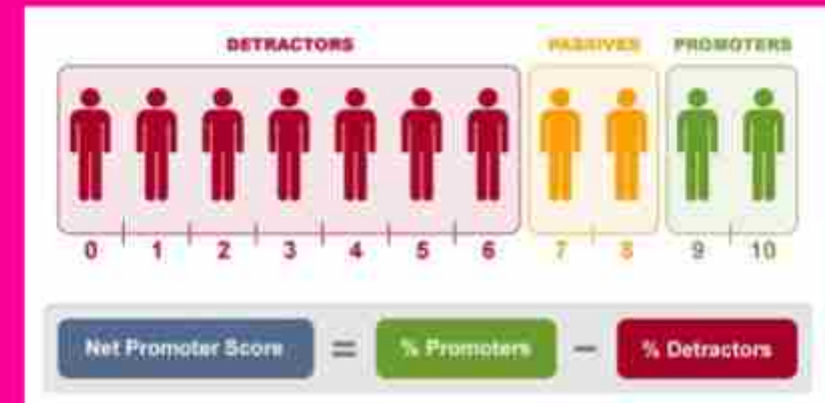 DETRACTORS PASSIVES PROMOTERS
0 1 2 3 4 5 6 7 8 9 10
Net Promoter Score = % Promoters − % Detractors